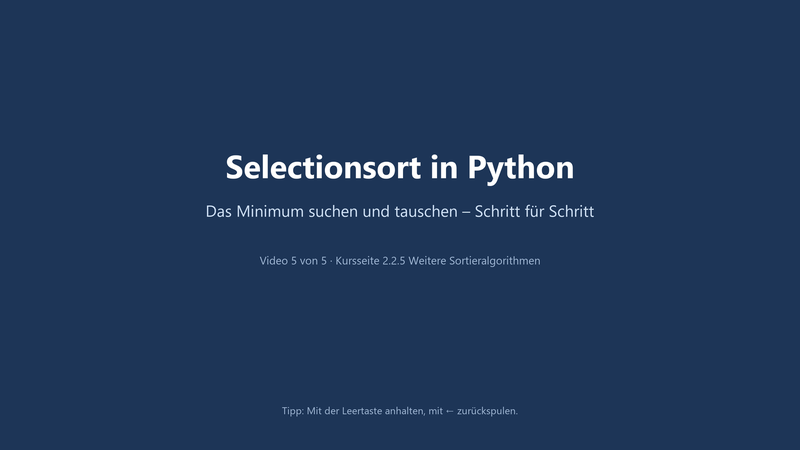 Selectionsort in Python
Das Minimum suchen und tauschen – Schritt für Schritt
Video 5 von 5 · Kursseite 2.2.5 Weitere Sortieralgorithmen
Tipp: Mit der Leertaste anhalten, mit ← zurückspulen.